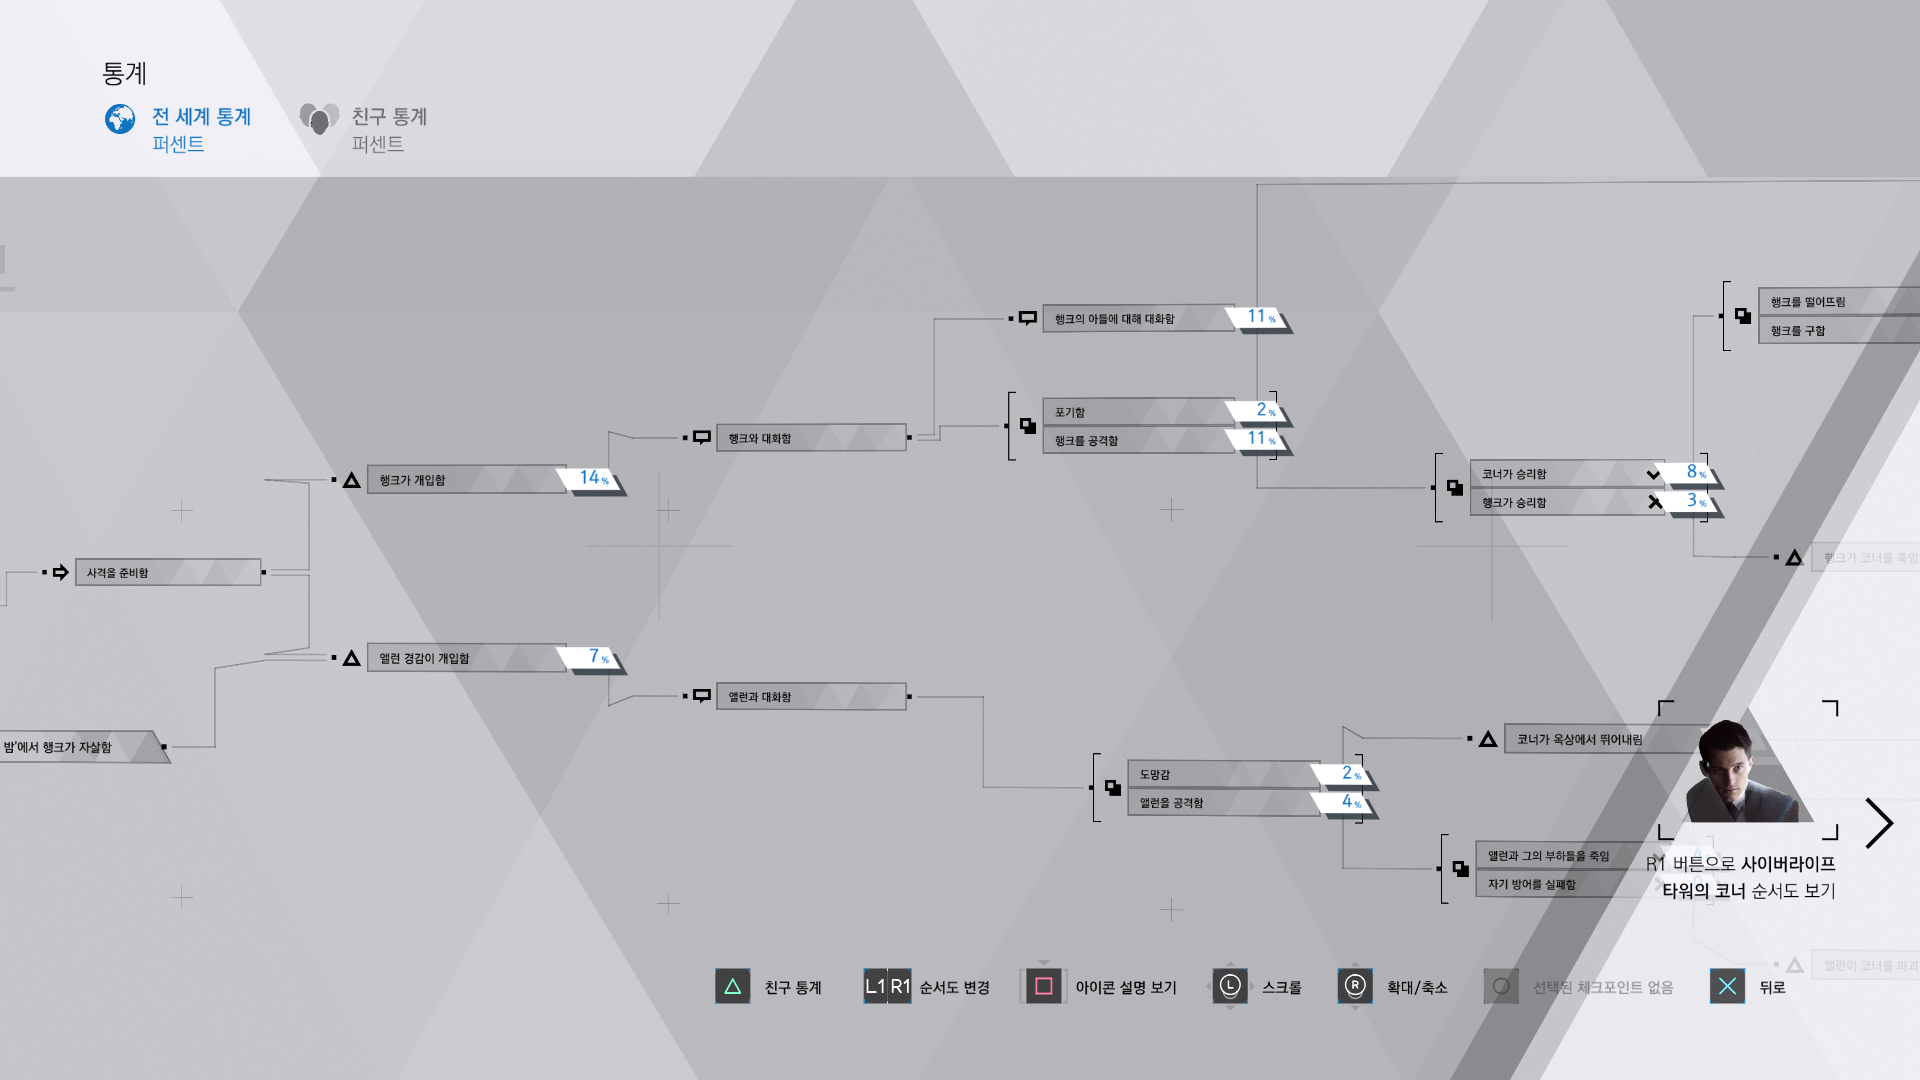 통계
전 세계 통계
퍼센트
친구 통계
퍼센트
행크를 떨어뜨림
행크를 구함
행크의 아들에 대해 대화함 11 %
포기함 2 %
행크를 공격함 11 %
행크와 대화함
행크가 개입함 14 %
코너가 승리함 8 %
행크가 승리함 3 %
행크가 코너를 죽임
사격을 준비함
앨런 경감이 개입함 7 %
앨런과 대화함
밤'에서 행크가 자살함
코너가 옥상에서 뛰어내림
도망감 2 %
앨런을 공격함 4 %
앨런과 그의 부하들을 죽임
자기 방어를 실패함
R1 버튼으로 사이버라이프
타워의 코너 순서도 보기
앨런이 코너를 파괴
친구 통계
L1 R1 순서도 변경
아이콘 설명 보기
L 스크롤
R 확대/축소
선택된 체크포인트 없음
뒤로